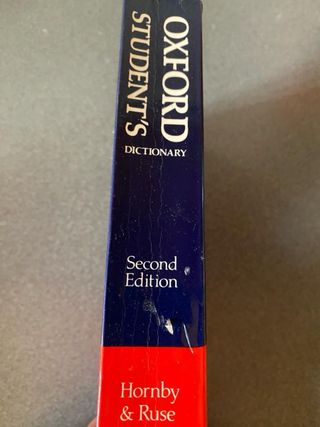 OXFORD
STUDENT'S
DICTIONARY
Second
Edition
Hornby
& Ruse